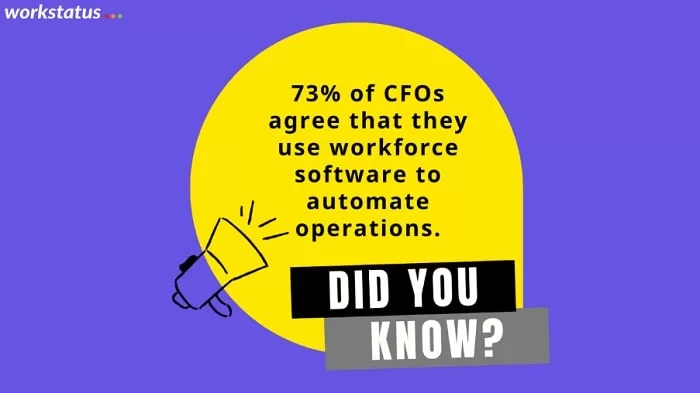 workstatus...
73% of CFOs
agree that they
use workforce
software to
automate
operations.
DID YOU
KNOW?